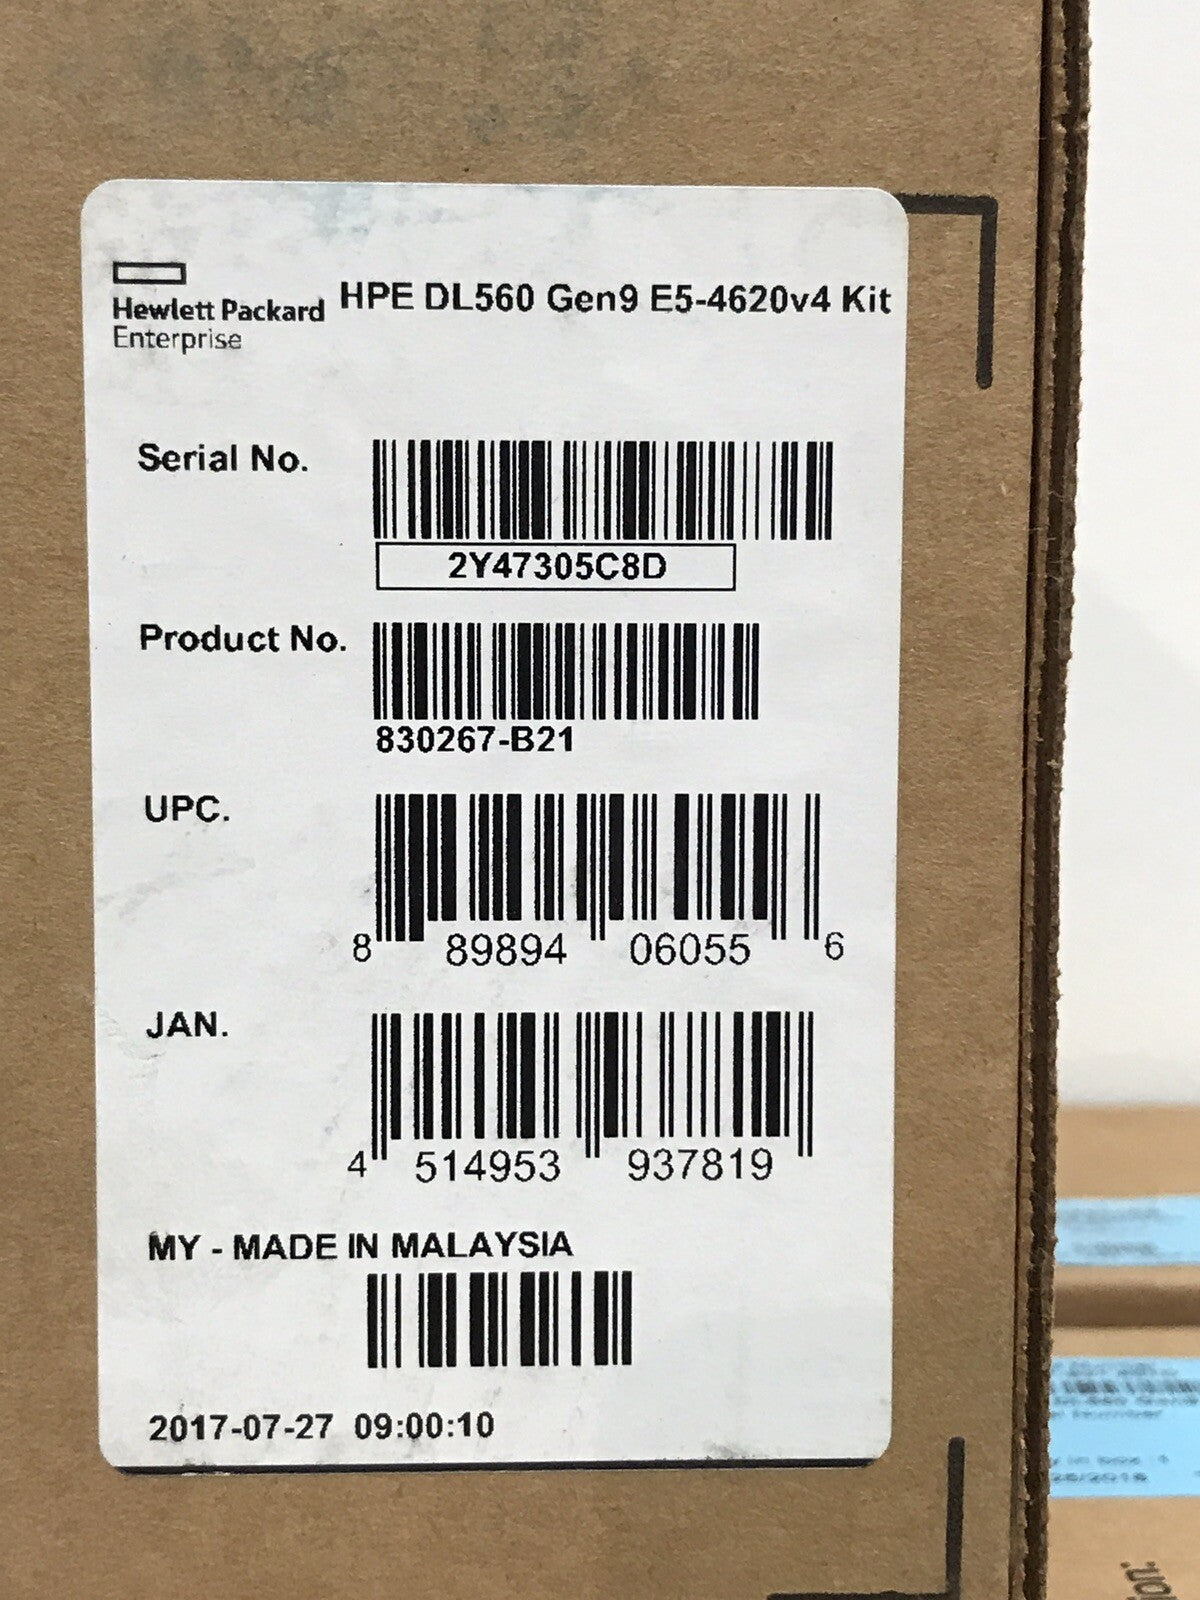 Hewlett Packard
Enterprise
HPE DL560 Gen9 E5-4620v4 Kit
Serial No.
2Y47305C8D
Product No.
830267-B21
UPC.
8 89894 06055 6
JAN.
4 514953 937819
MY - MADE IN MALAYSIA
2017-07-27 09:00:10